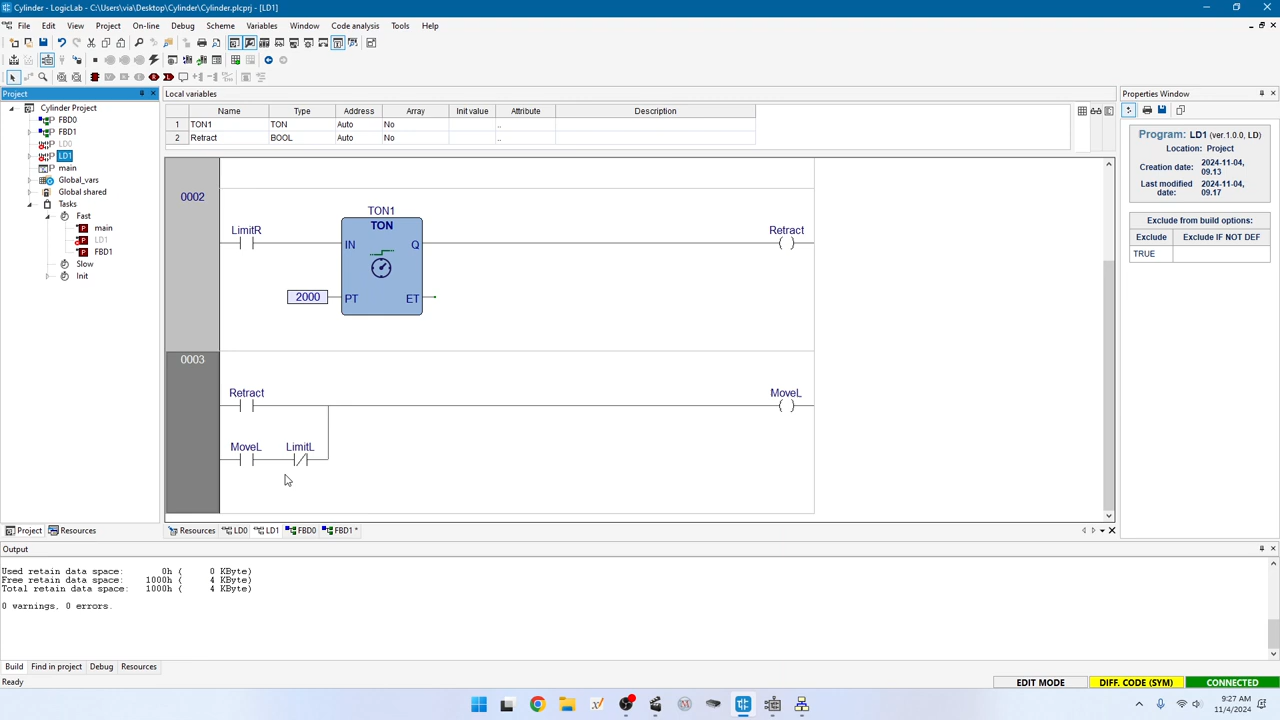 Cylinder - LogicLab - C:\Users\via\Desktop\Cylinder\Cylinder.plcprj - [LD1]
File Edit View Project On-line Debug Scheme Variables Window Code analysis Tools Help
Project
Cylinder Project
FBD0
FBD1
LD0
LD1
main
Global_vars
Global shared
Tasks
Fast
main
LD1
FBD1
Slow
Init
Project Resources
Local variables
Name Type Address Array Init value Attribute Description
1 TON1 TON Auto No ..
2 Retract BOOL Auto No ..
0002
TON1
LimitR TON Retract
IN Q
2000 PT ET
0003
Retract MoveL
MoveL LimitL
Resources LD0 LD1 FBD0 FBD1 *
Properties Window
Program: LD1 (ver.1.0.0, LD)
Location: Project
Creation date: 2024-11-04, 09.13
Last modified date: 2024-11-04, 09.17
Exclude from build options:
Exclude Exclude IF NOT DEF
TRUE
Output
Used retain data space: 0h ( 0 KByte)
Free retain data space: 1000h ( 4 KByte)
Total retain data space: 1000h ( 4 KByte)
0 warnings, 0 errors.
Build Find in project Debug Resources
Ready EDIT MODE DIFF. CODE (SYM) CONNECTED
9:27 AM
11/4/2024